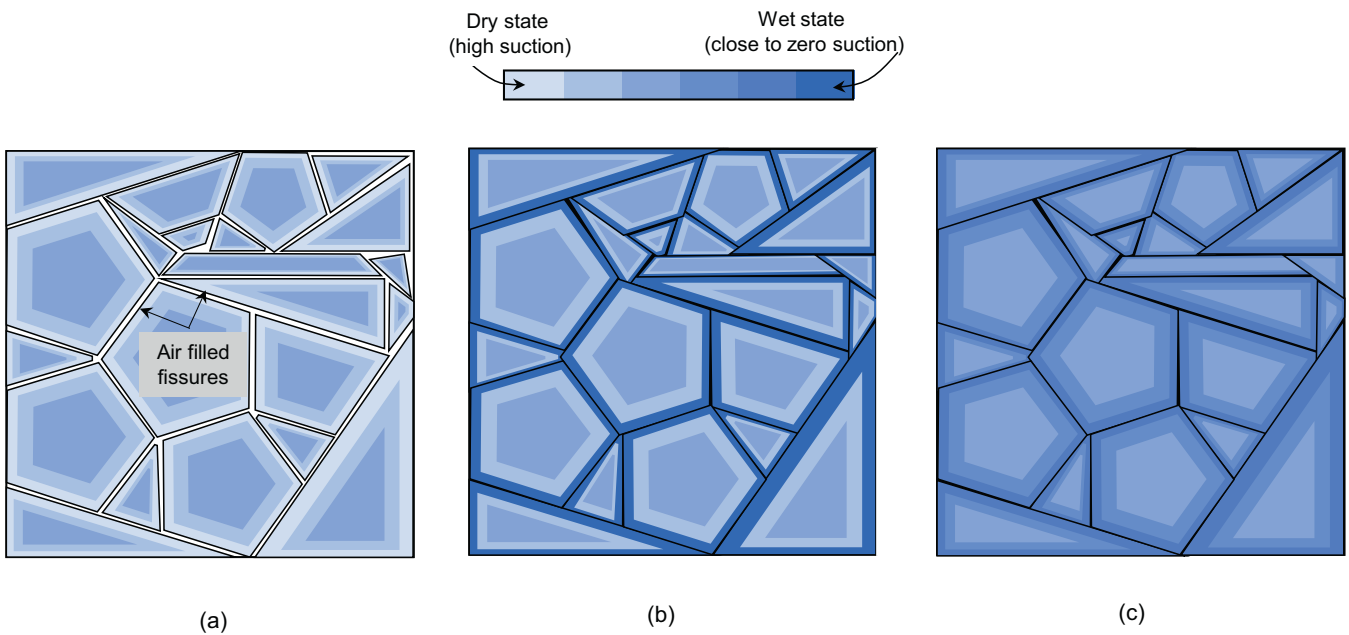 Dry state
(high suction)
Wet state
(close to zero suction)
Air filled
fissures
(a)
(b)
(c)